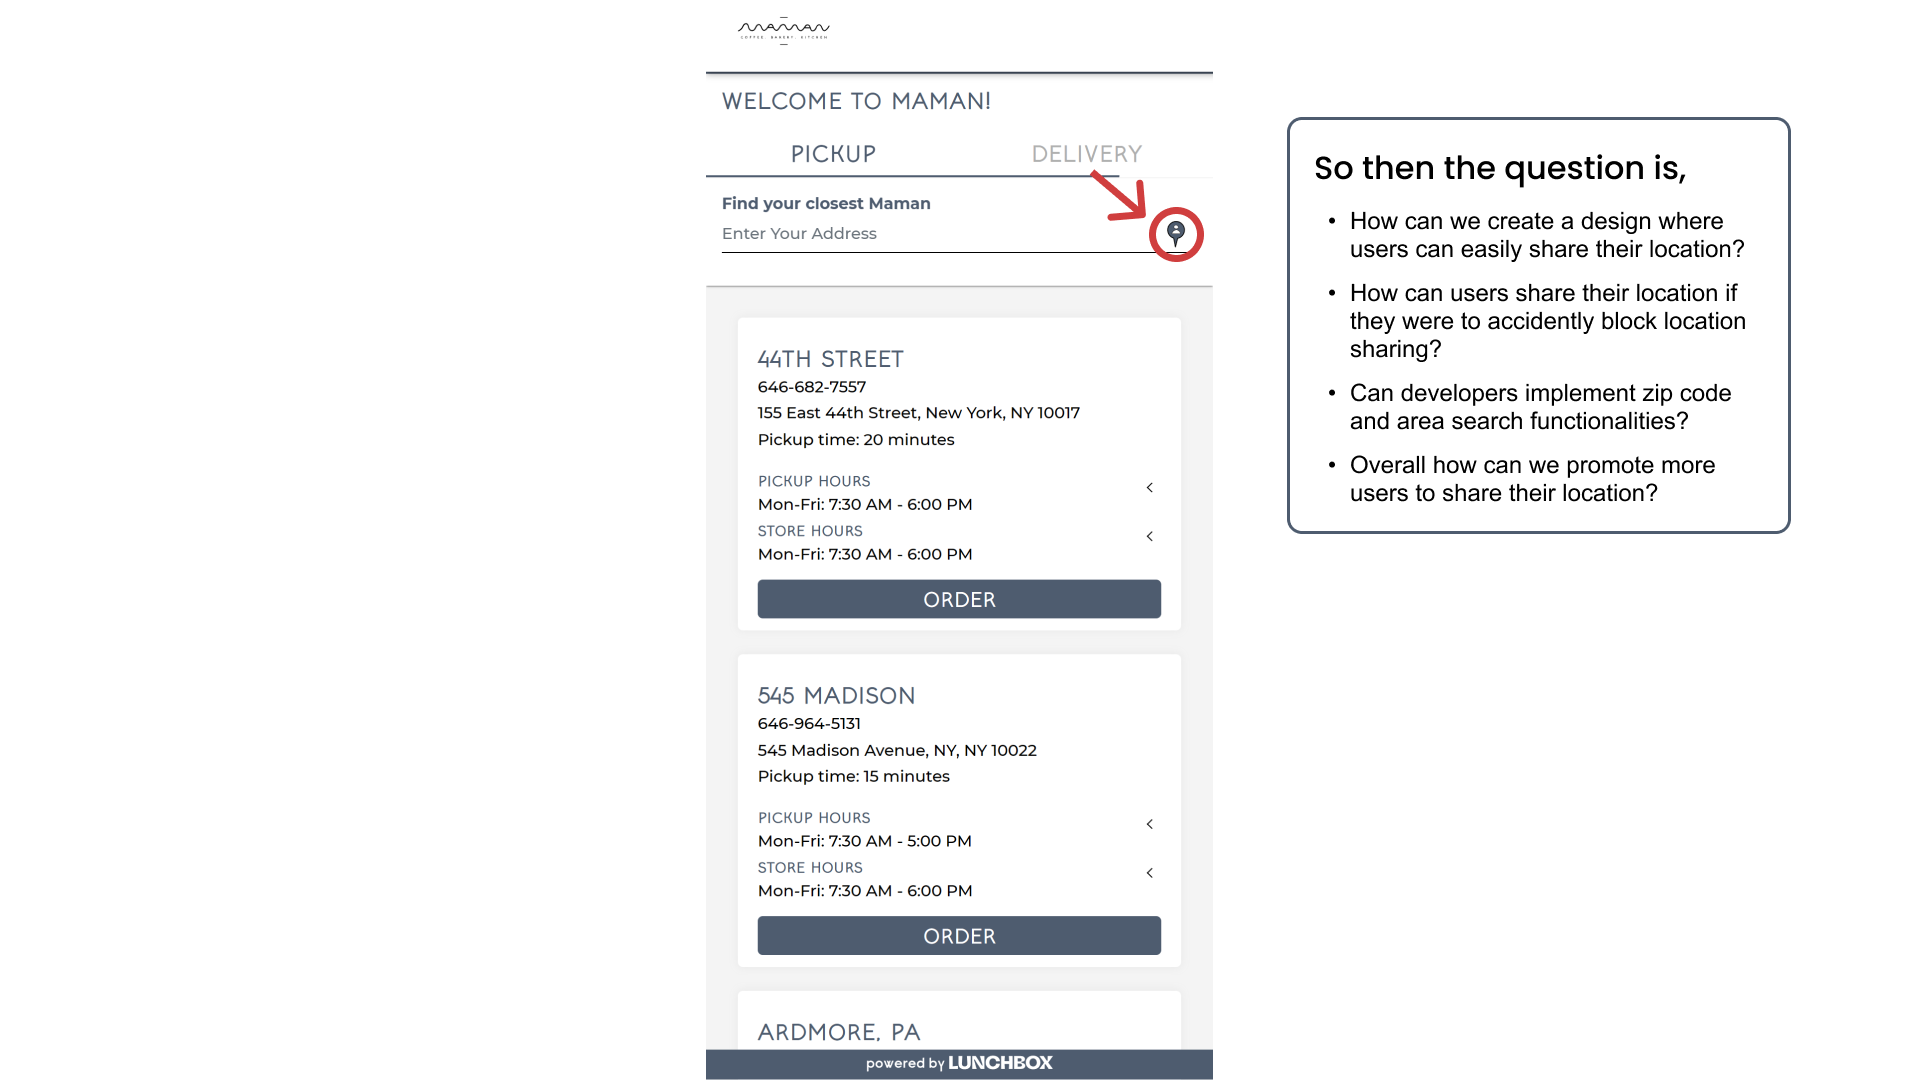 maman
COFFEE. BAKERY. KITCHEN
WELCOME TO MAMAN!
PICKUP
DELIVERY
Find your closest Maman
Enter Your Address
44TH STREET
646-682-7557
155 East 44th Street, New York, NY 10017
Pickup time: 20 minutes
PICKUP HOURS
Mon-Fri: 7:30 AM - 6:00 PM
STORE HOURS
Mon-Fri: 7:30 AM - 6:00 PM
ORDER
545 MADISON
646-964-5131
545 Madison Avenue, NY, NY 10022
Pickup time: 15 minutes
PICKUP HOURS
Mon-Fri: 7:30 AM - 5:00 PM
STORE HOURS
Mon-Fri: 7:30 AM - 6:00 PM
ORDER
ARDMORE, PA
powered by LUNCHBOX
So then the question is,
• How can we create a design where
users can easily share their location?
• How can users share their location if
they were to accidently block location
sharing?
• Can developers implement zip code
and area search functionalities?
• Overall how can we promote more
users to share their location?